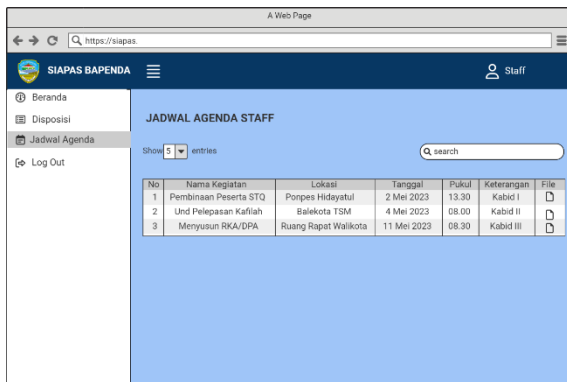 A Web Page
https://siapas.
SIAPAS BAPENDA
Staff
Beranda
Disposisi
Jadwal Agenda
Log Out
JADWAL AGENDA STAFF
Show 5 entries
search
No Nama Kegiatan Lokasi Tanggal Pukul Keterangan File
1 Pembinaan Peserta STQ Ponpes Hidayatul 2 Mei 2023 13.30 Kabid I
2 Und Pelepasan Kafilah Balekota TSM 4 Mei 2023 08.00 Kabid II
3 Menyusun RKA/DPA Ruang Rapat Walikota 11 Mei 2023 08.30 Kabid III